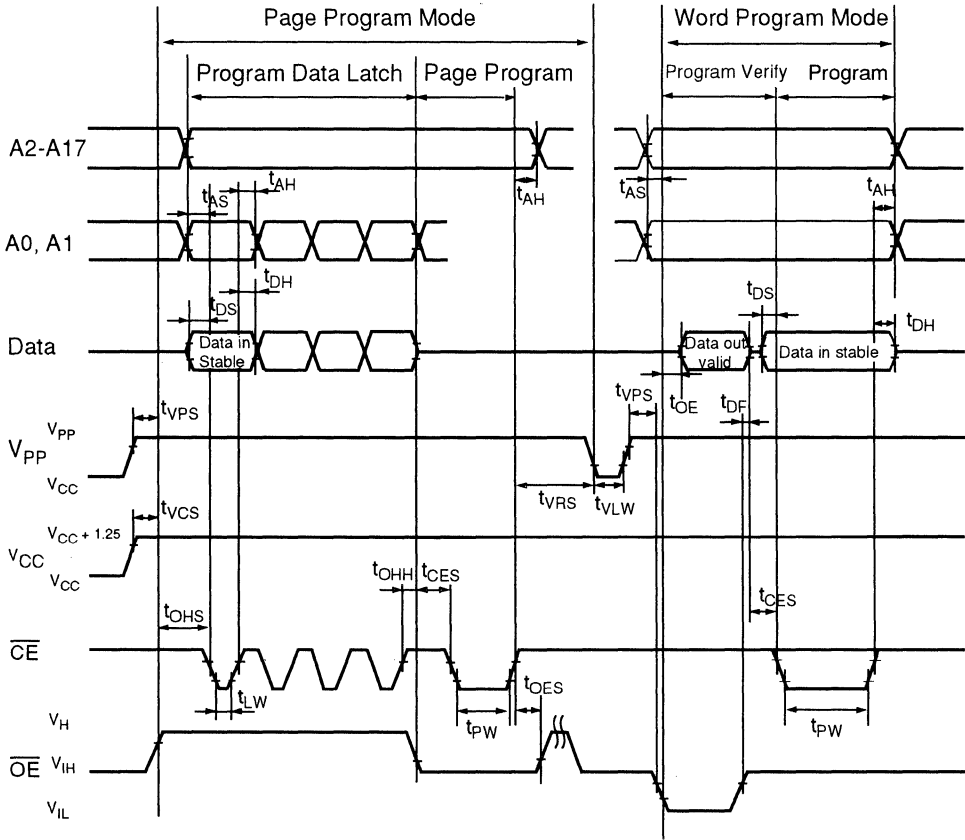 Page Program Mode
Word Program Mode
Program Data Latch
Page Program
Program Verify
Program
A2-A17
tAH
tAS
tAH
tAS
tAH
A0, A1
tDH
tDS
tDS
tDH
Data
Data in
Stable
Data out
valid
Data in stable
tVPS
tVPS
tOE
tDF
VPP
VPP
VCC
tVRS
tVLW
tVCS
VCC + 1.25
VCC
VCC
tOHH
tCES
tCES
tOHS
CE
tLW
tOES
tPW
tPW
VH
OE
VIH
VIL